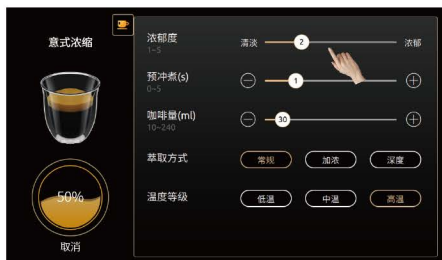 意式浓缩
50%
取消
浓郁度
1~5
清淡
2
浓郁
预冲煮(s)
0~5
1
咖啡量(ml)
10~240
30
萃取方式
常规
加浓
深度
温度等级
低温
中温
高温